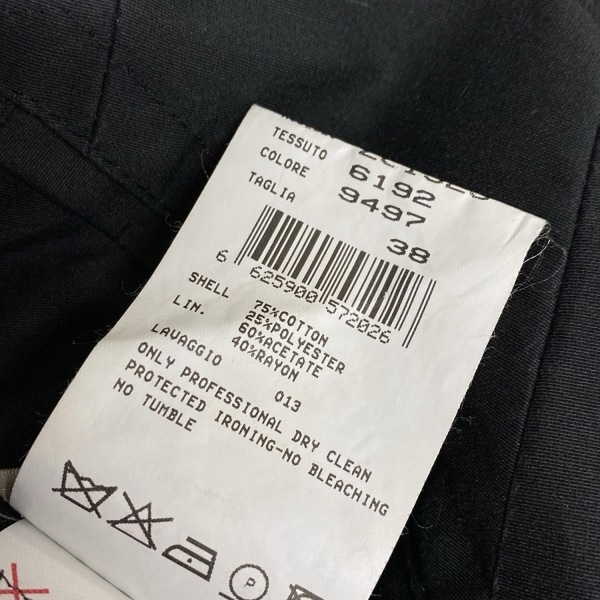 TESSUTO 6192
COLORE 9497
TAGLIA 38
6 625900 572026
SHELL 75%COTTON
25%POLYESTER
LIN. 60%ACETATE
40%RAYON
LAVAGGIO 013
ONLY PROFESSIONAL DRY CLEAN
PROTECTED IRONING-NO BLEACHING
NO TUMBLE
P